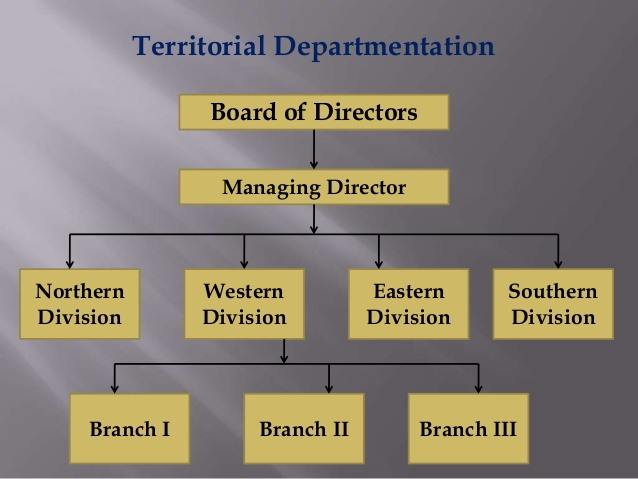 Territorial Departmentation
Board of Directors
Managing Director
Northern
Division
Western
Division
Eastern
Division
Southern
Division
Branch I
Branch II
Branch III